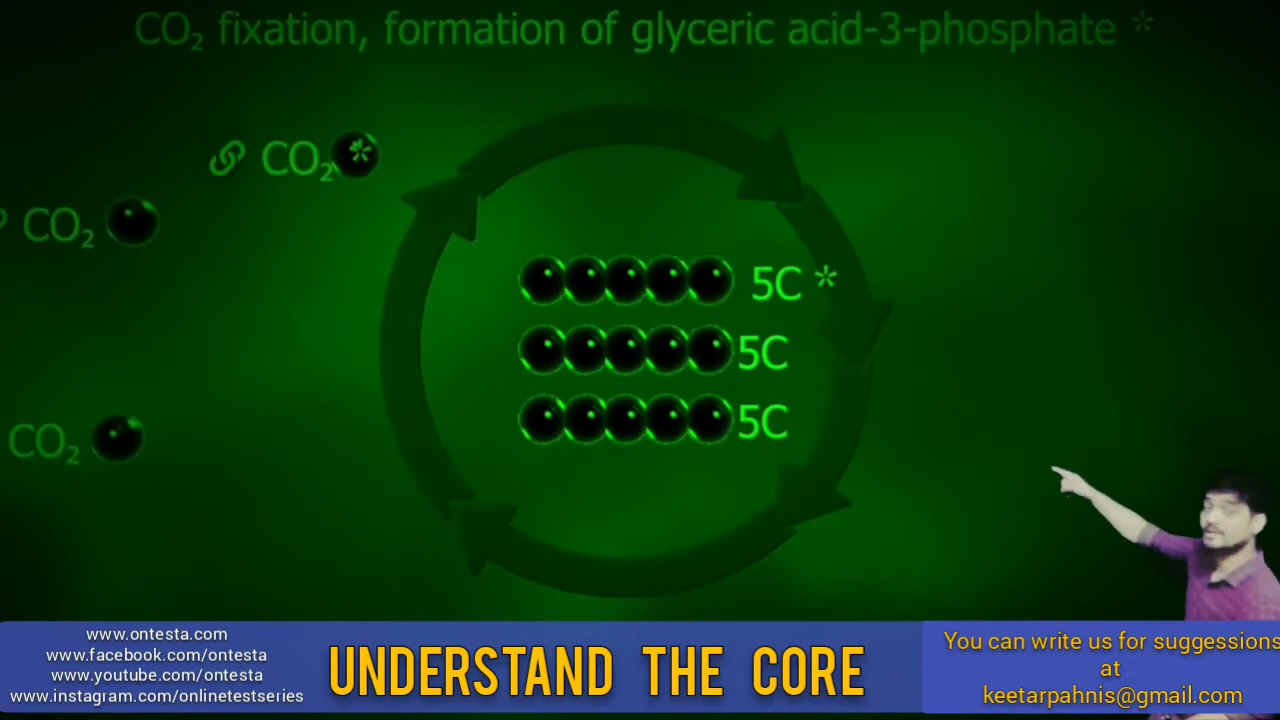 CO₂ fixation, formation of glyceric acid-3-phosphate *
CO₂ *
CO₂
5C *
5C
5C
CO₂
www.ontesta.com
www.facebook.com/ontesta
www.youtube.com/ontesta
www.instagram.com/onlinetestseries
UNDERSTAND THE CORE
You can write us for suggessions
at
keetarpahnis@gmail.com